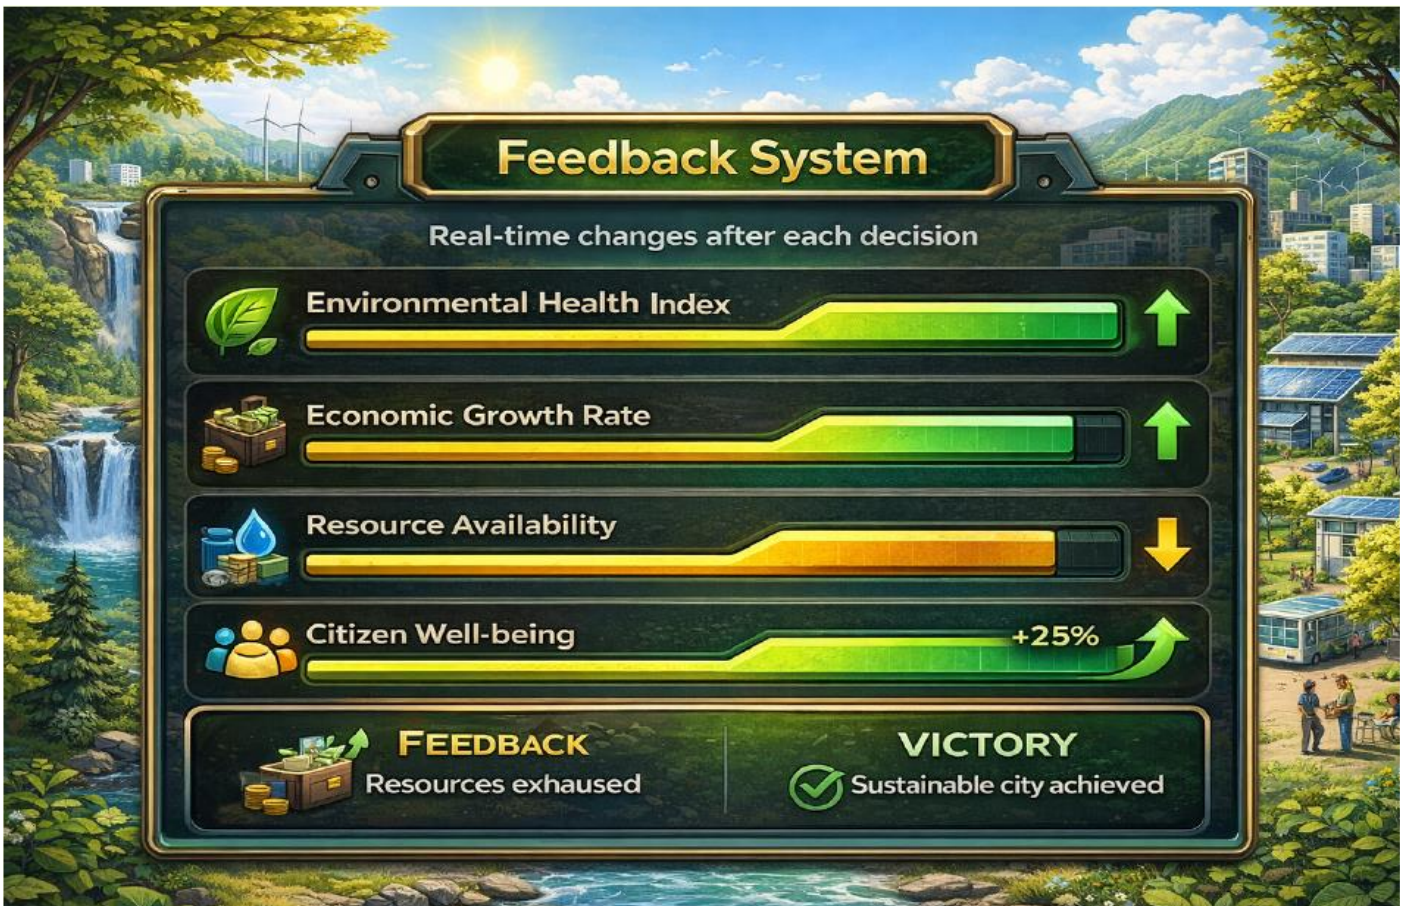 Feedback System
Real-time changes after each decision
Environmental Health Index
Economic Growth Rate
Resource Availability
Citizen Well-being
+25%
FEEDBACK
Resources exhaused
VICTORY
Sustainable city achieved